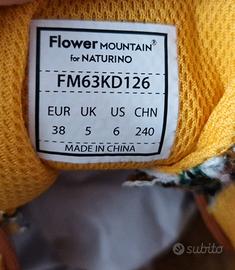 Flower MOUNTAIN®
for NATURINO
FM63KD126
EUR UK US CHN
38 5 6 240
MADE IN CHINA
subito